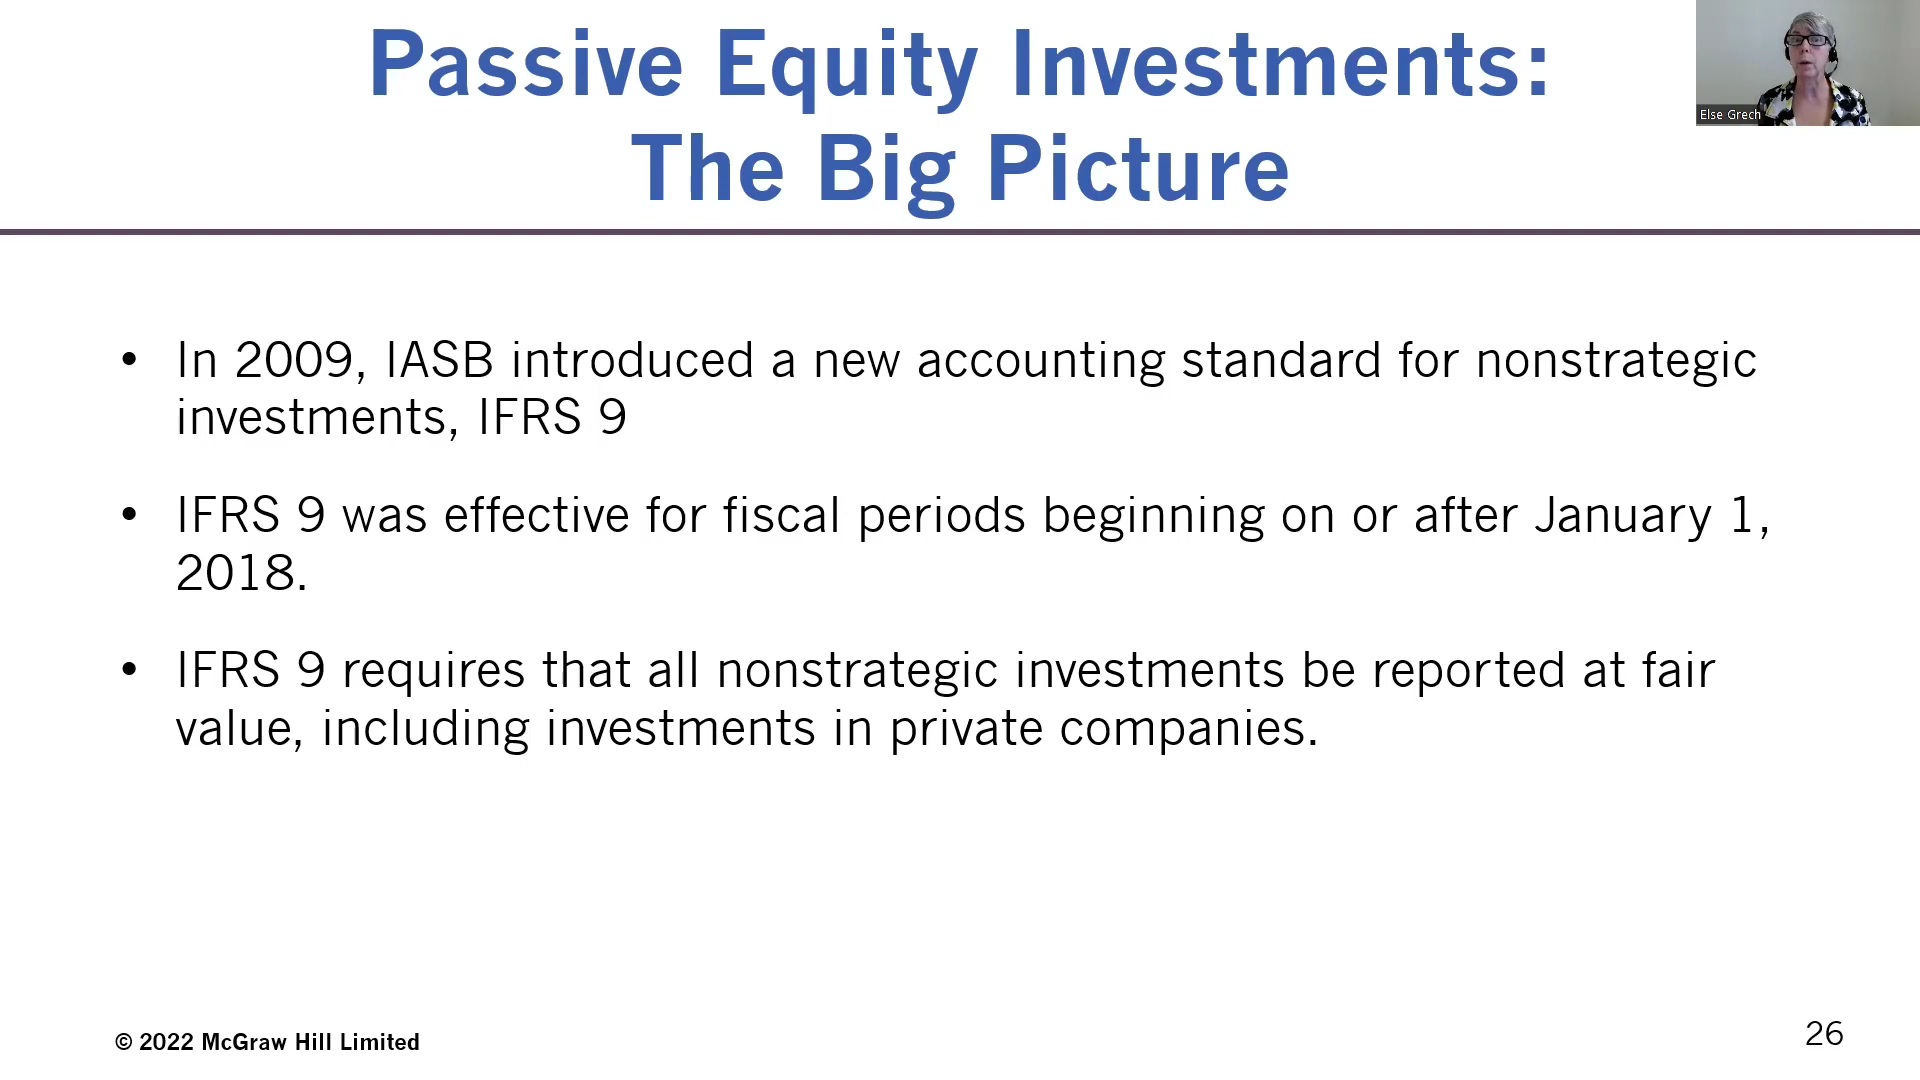 Passive Equity Investments:
The Big Picture
Else Grech
• In 2009, IASB introduced a new accounting standard for nonstrategic
investments, IFRS 9
• IFRS 9 was effective for fiscal periods beginning on or after January 1,
2018.
• IFRS 9 requires that all nonstrategic investments be reported at fair
value, including investments in private companies.
© 2022 McGraw Hill Limited
26